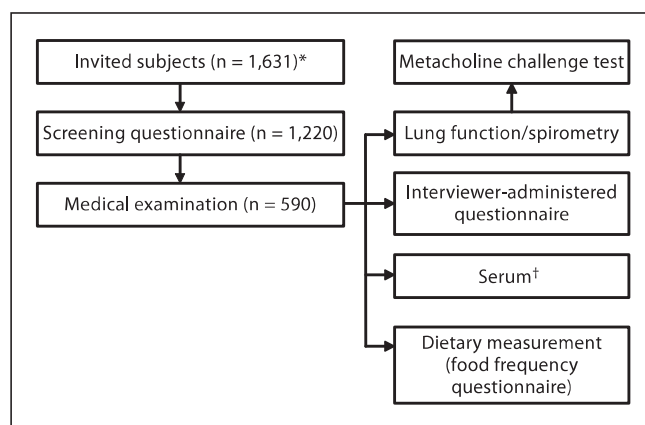 Invited subjects (n = 1,631)*
Screening questionnaire (n = 1,220)
Medical examination (n = 590)
Metacholine challenge test
Lung function/spirometry
Interviewer-administered
questionnaire
Serum†
Dietary measurement
(food frequency
questionnaire)